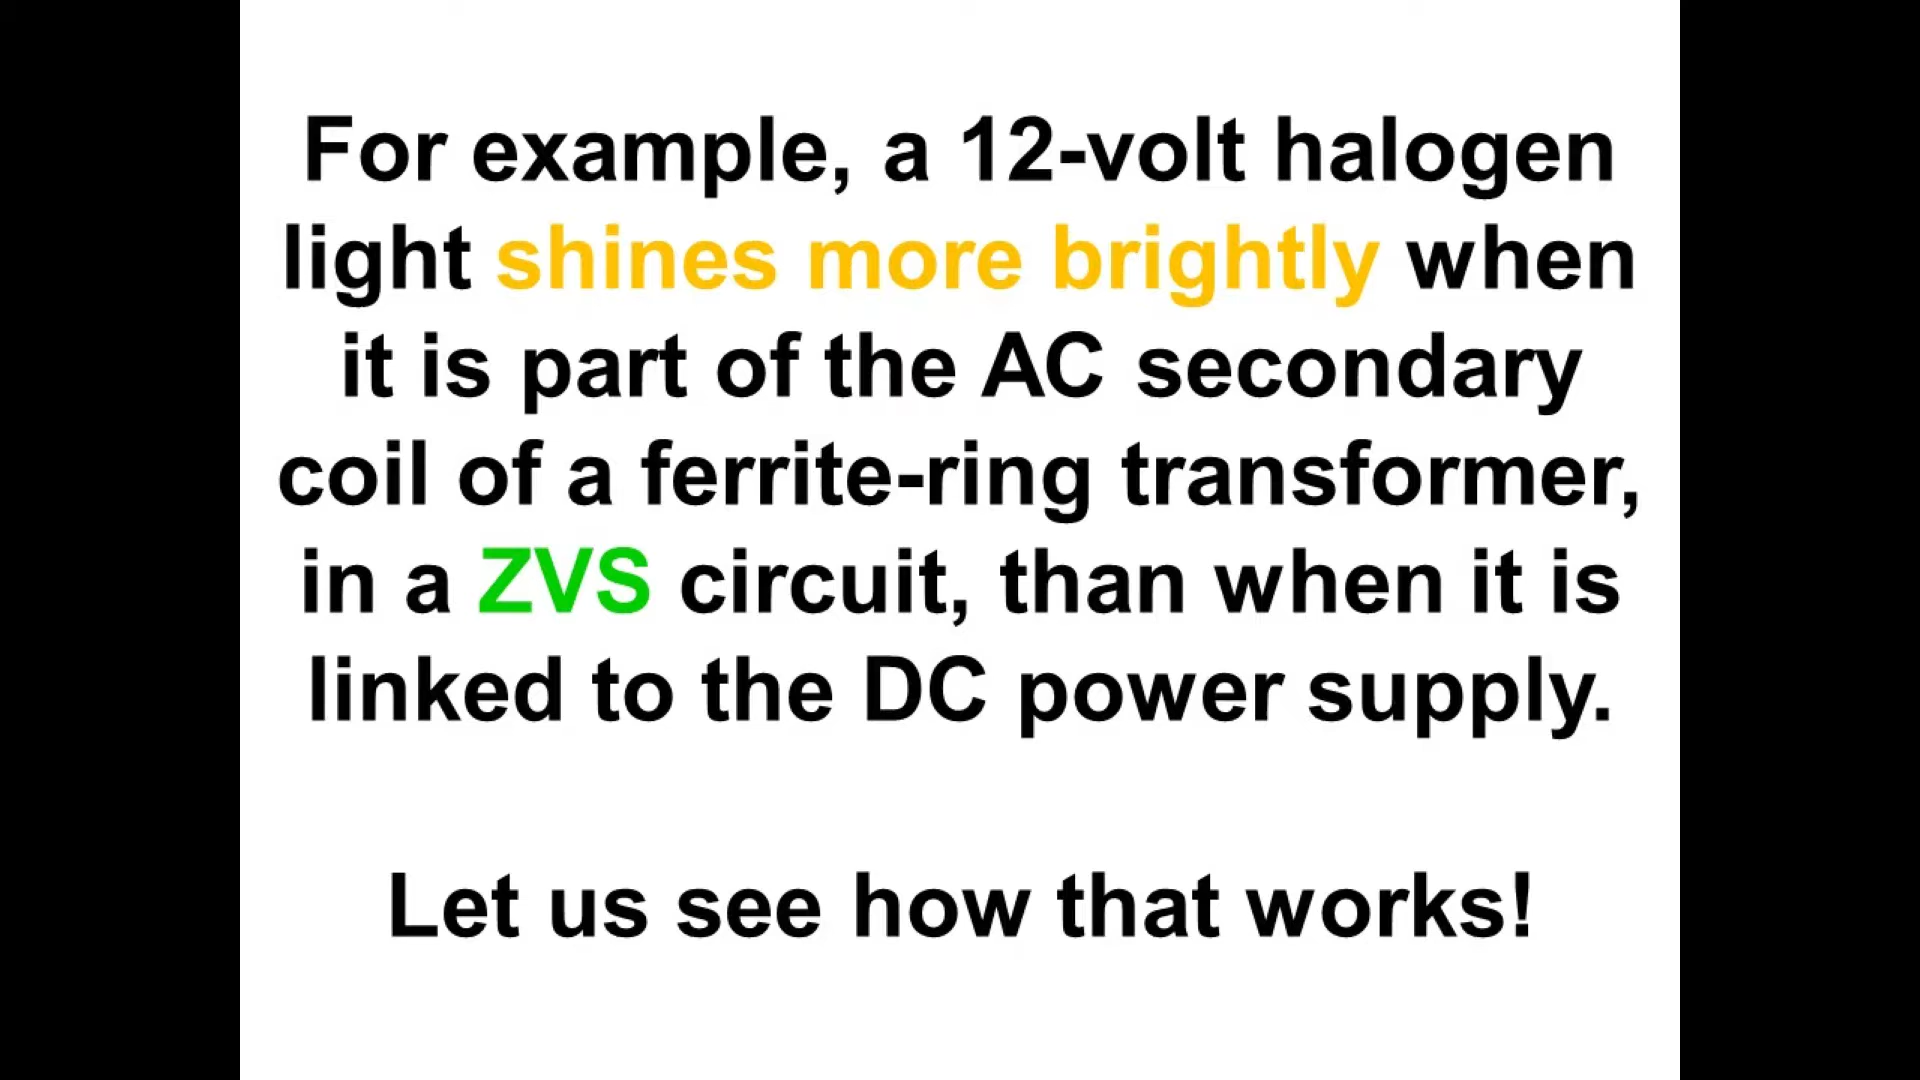 For example, a 12-volt halogen
light shines more brightly when
it is part of the AC secondary
coil of a ferrite-ring transformer,
in a ZVS circuit, than when it is
linked to the DC power supply.
Let us see how that works!